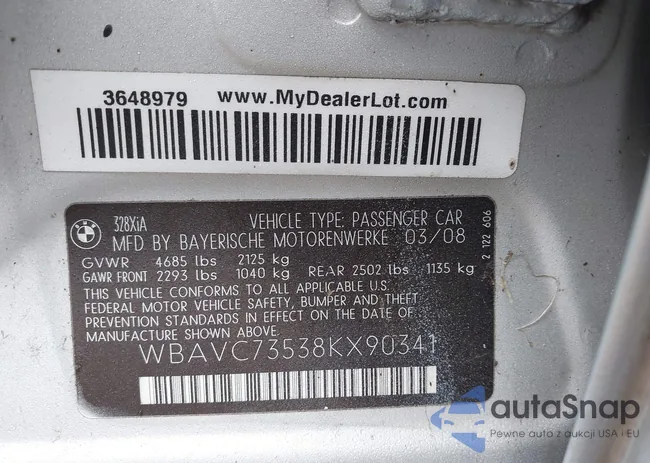 3648979 www.MyDealerLot.com
BMW 328XiA VEHICLE TYPE: PASSENGER CAR
MFD BY BAYERISCHE MOTORENWERKE 03/08
GVWR 4685 lbs 2125 kg
GAWR FRONT 2293 lbs 1040 kg REAR 2502 lbs 1135 kg
THIS VEHICLE CONFORMS TO ALL APPLICABLE U.S.
FEDERAL MOTOR VEHICLE SAFETY, BUMPER AND THEFT
PREVENTION STANDARDS IN EFFECT ON THE DATE OF
MANUFACTURE SHOWN ABOVE.
WBAVC73538KX90341
2 122 606
autoSnap
Pewne auto z aukcji USA i EU